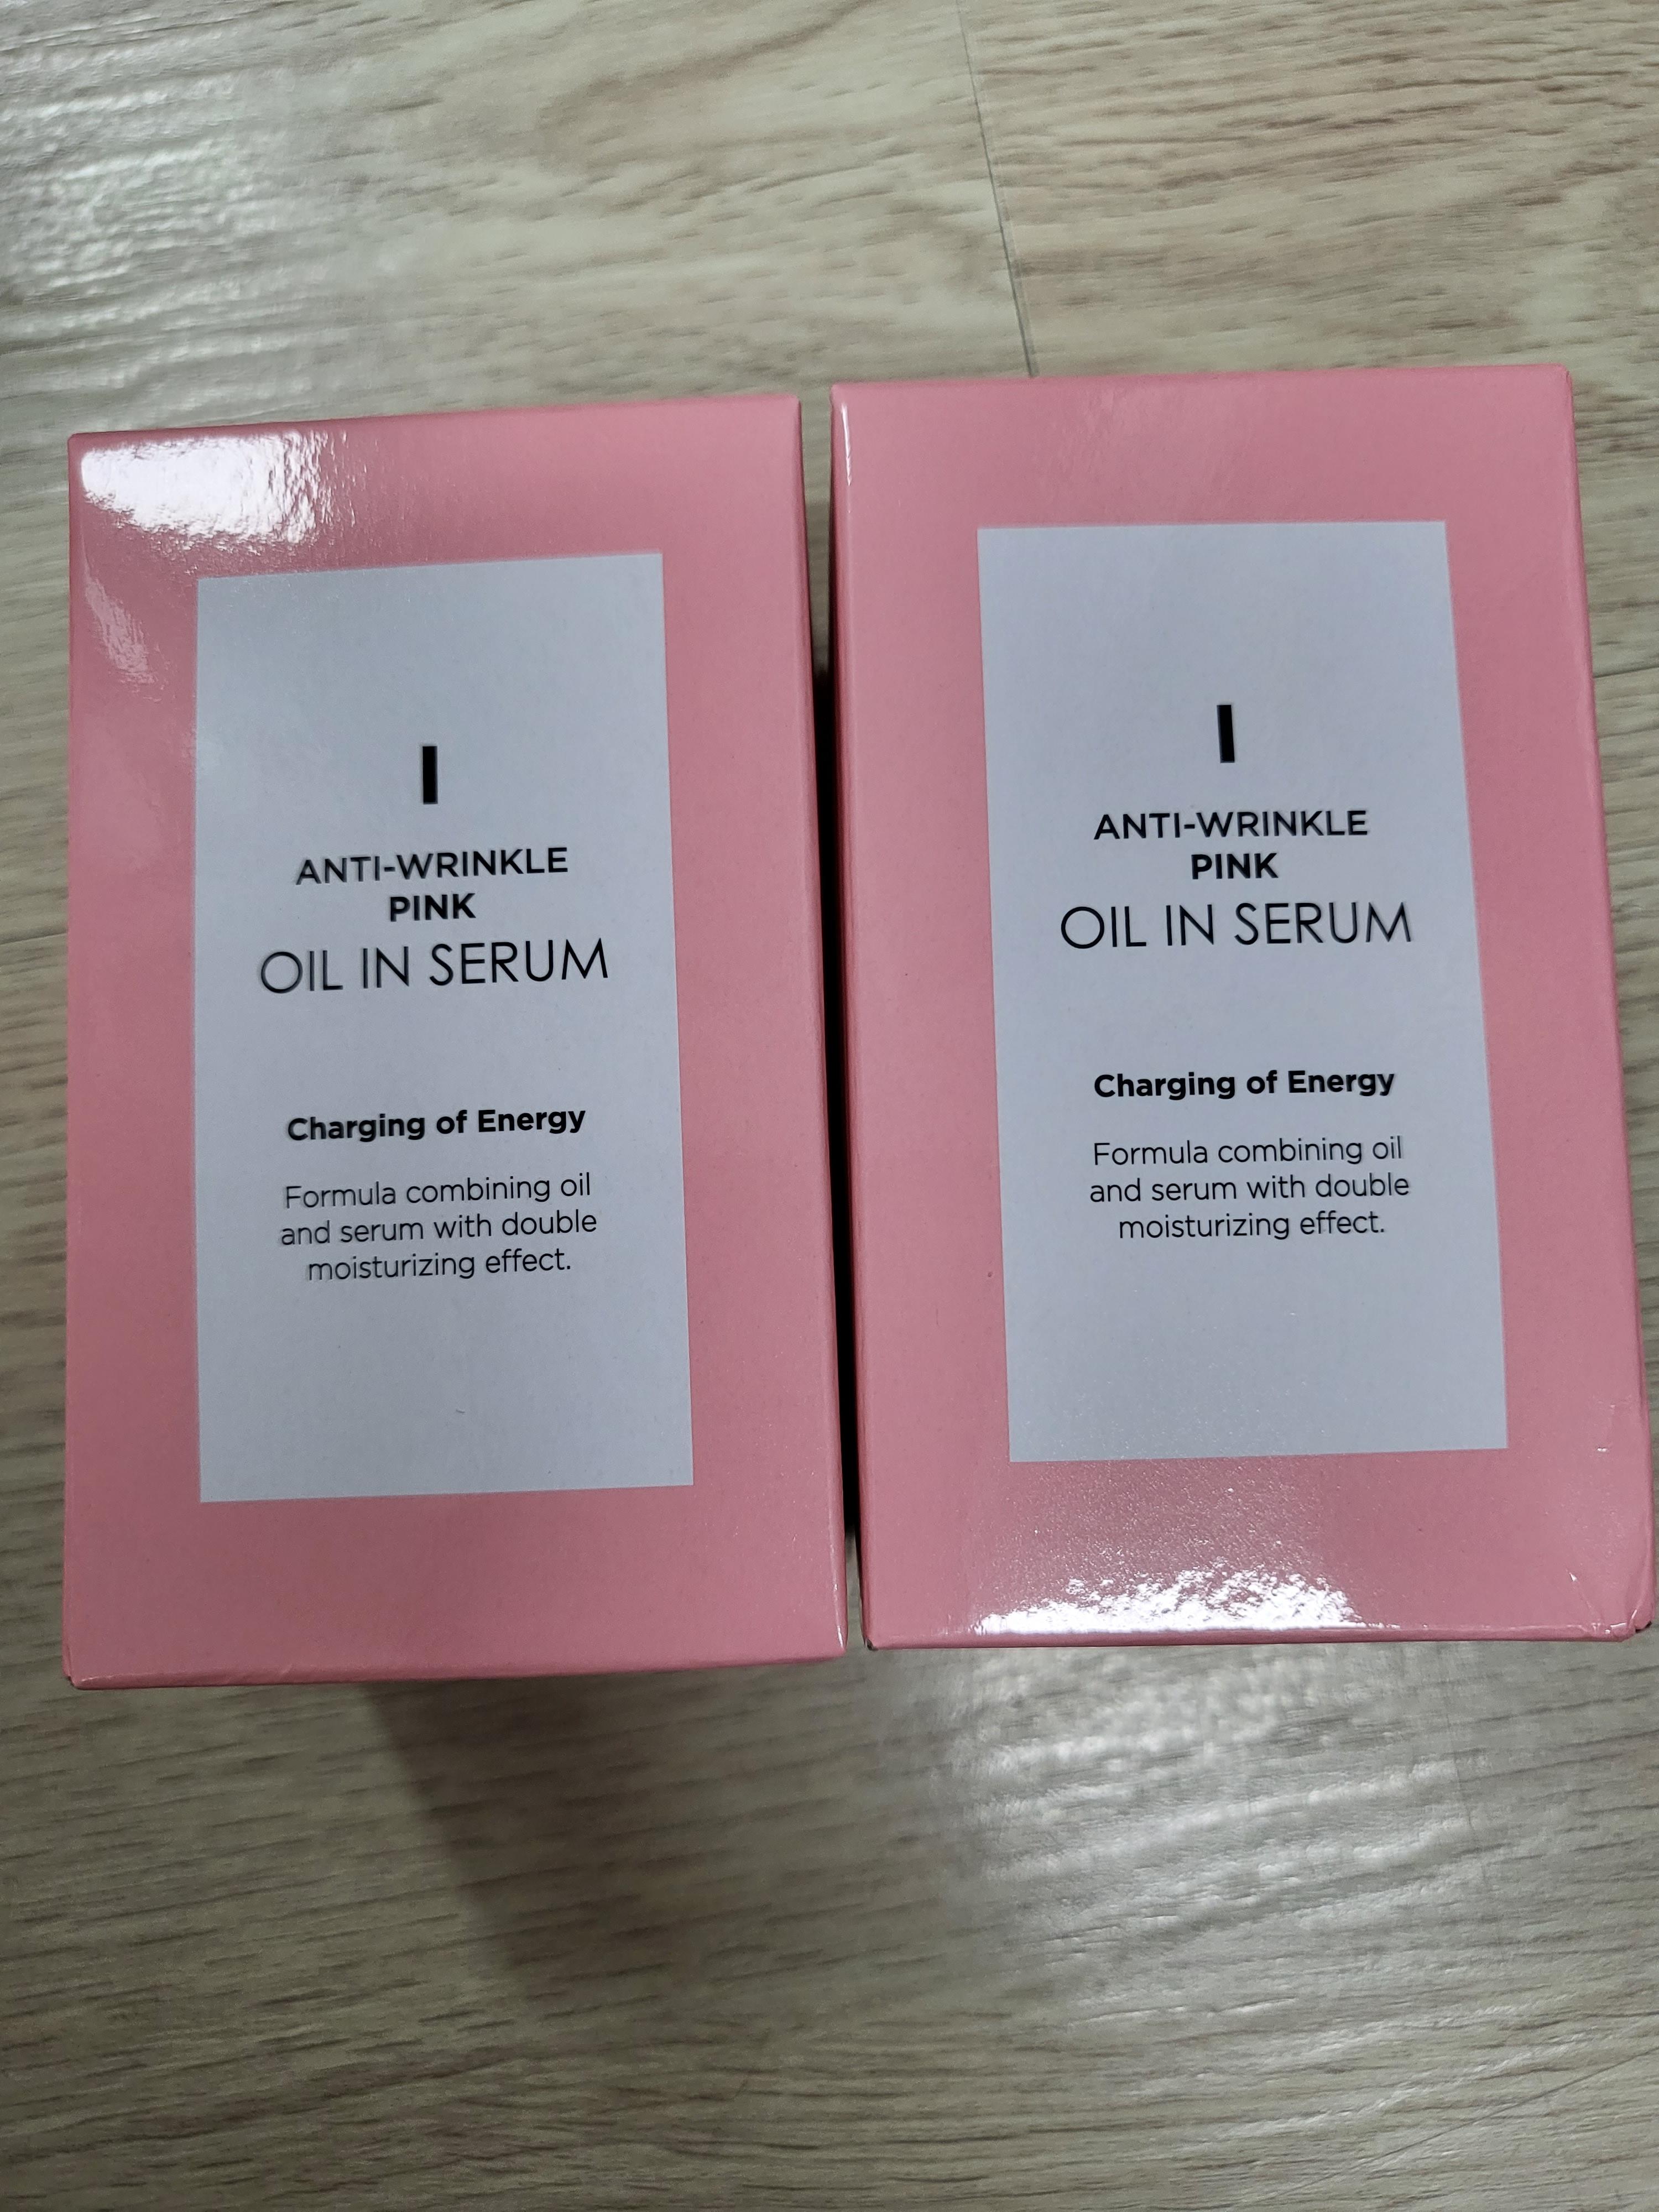 I
ANTI-WRINKLE
PINK
OIL IN SERUM
Charging of Energy
Formula combining oil
and serum with double
moisturizing effect.
I
ANTI-WRINKLE
PINK
OIL IN SERUM
Charging of Energy
Formula combining oil
and serum with double
moisturizing effect.